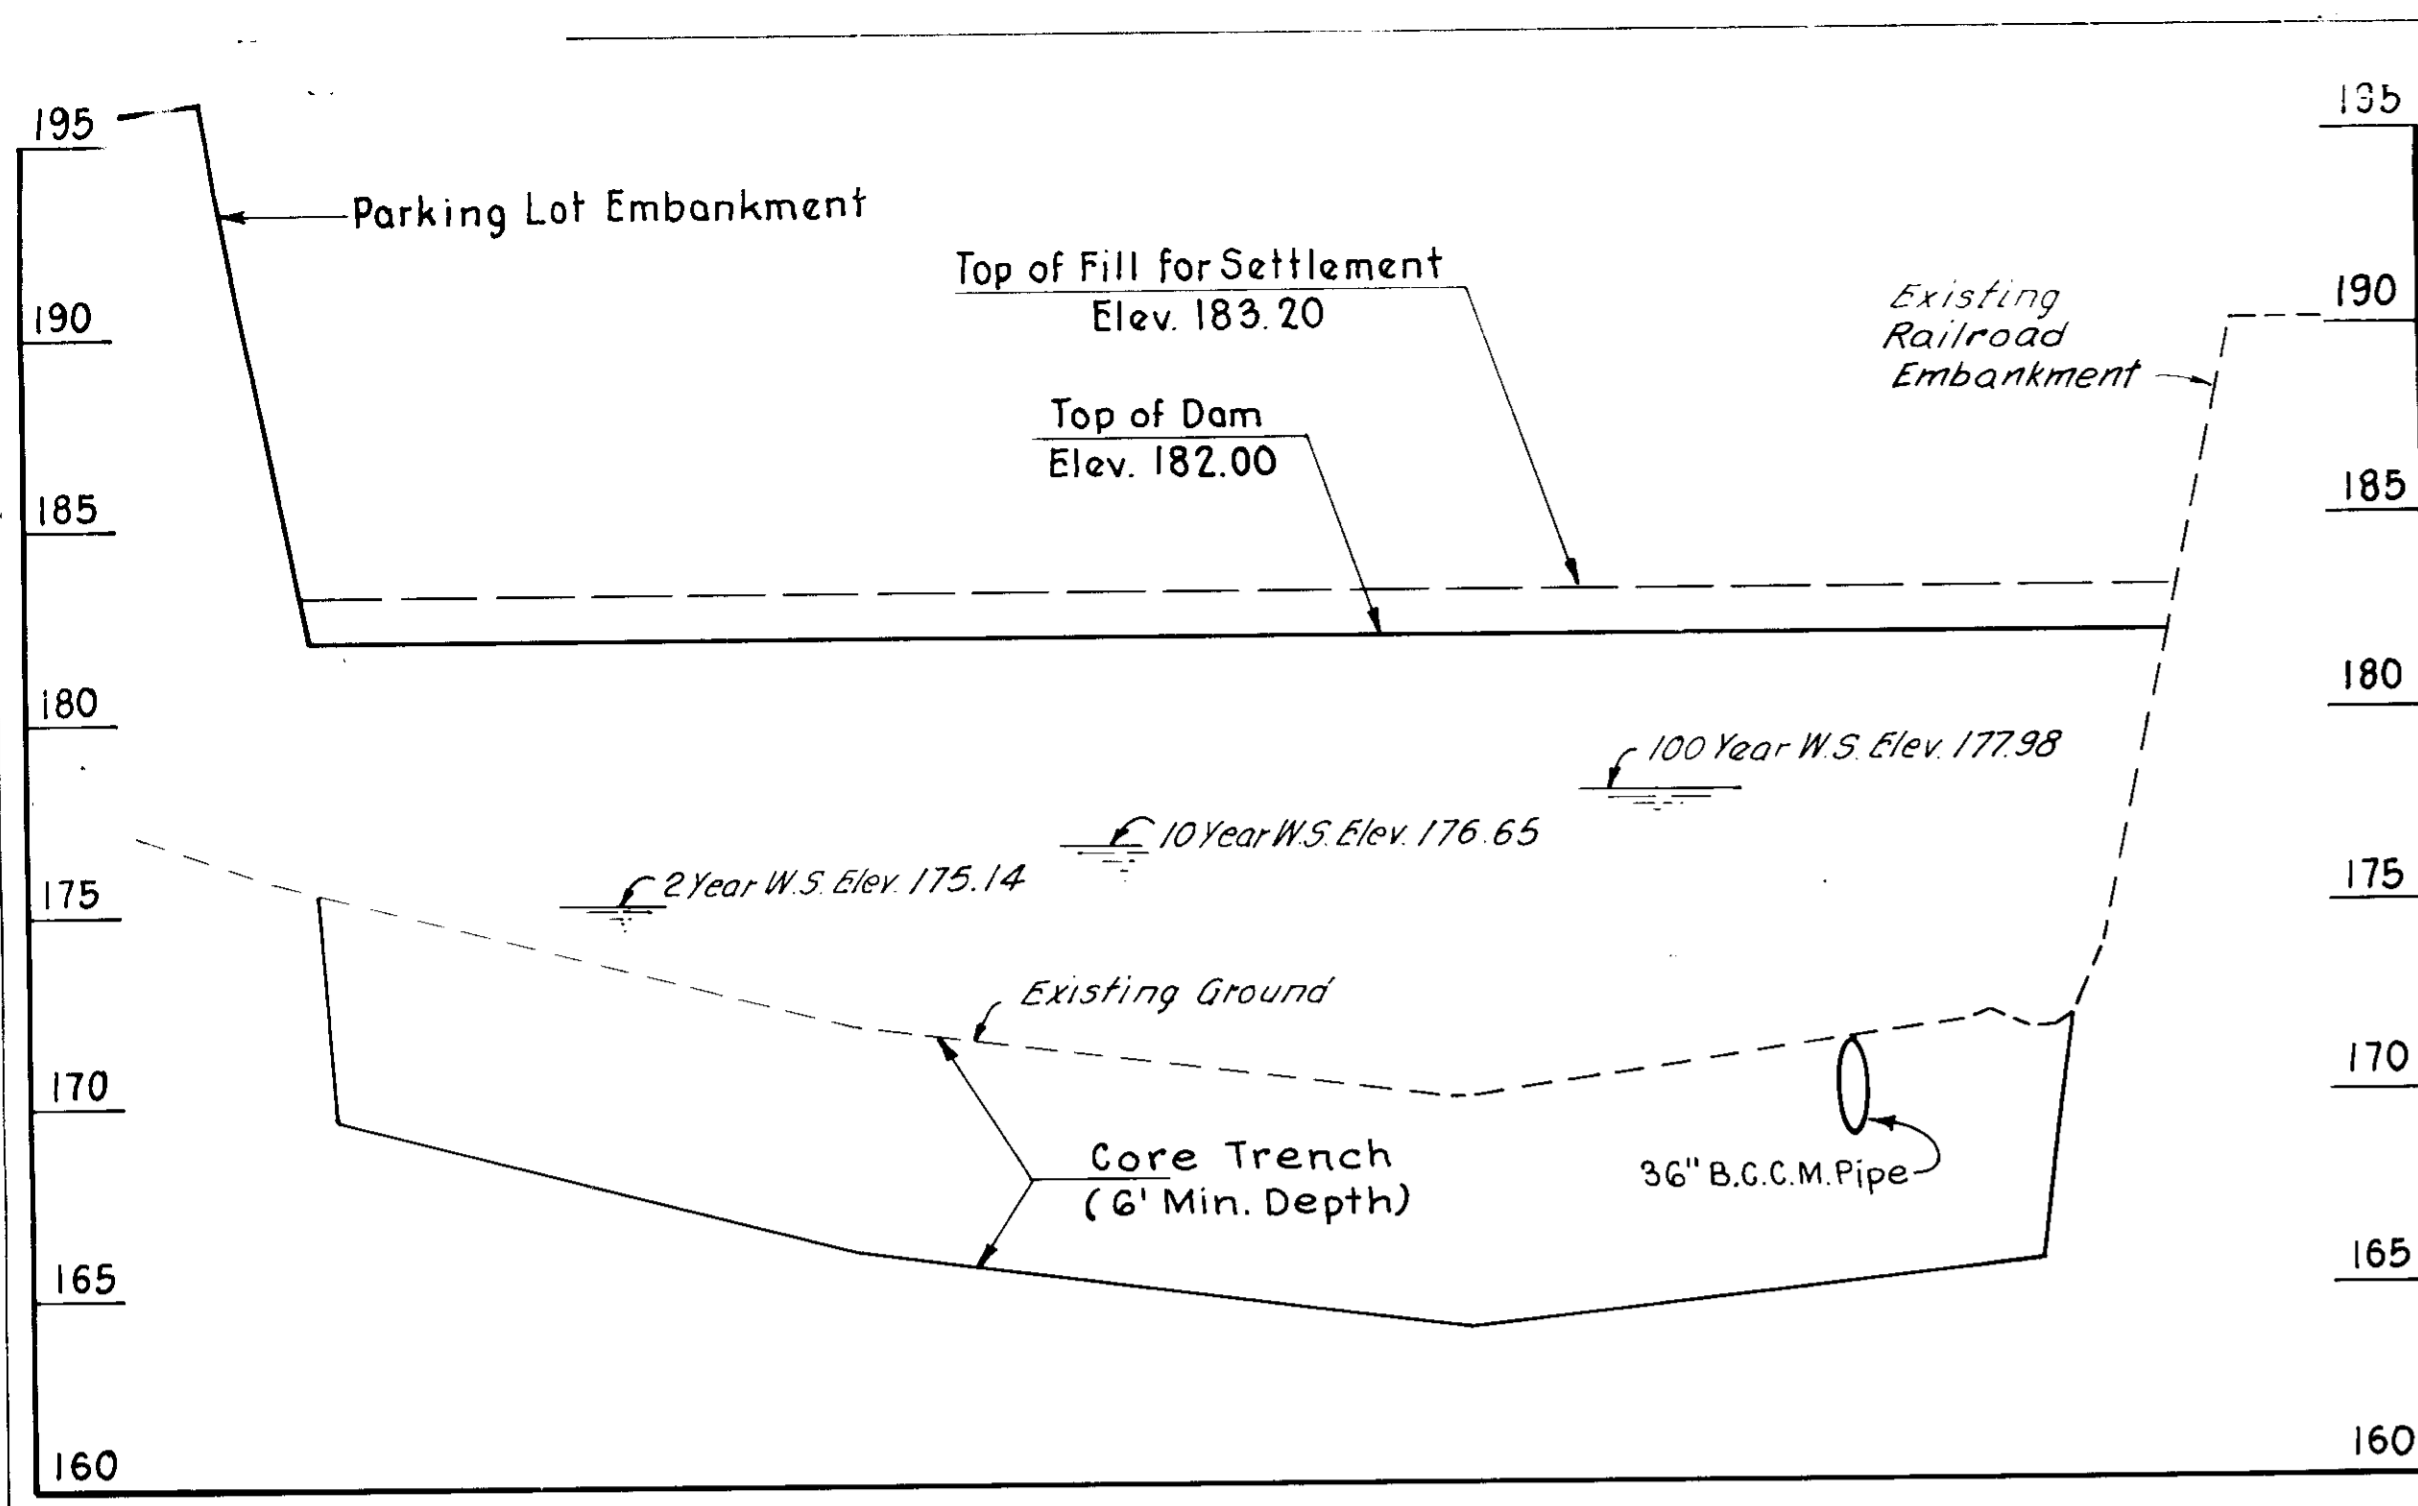 195
190
185
180
175
170
165
160
Parking Lot Embankment
Top of Fill for Settlement
Elev. 183.20
Top of Dam
Elev. 182.00
Existing
Railroad
Embankment
100 Year W.S. Elev. 177.98
10 Year W.S. Elev. 176.65
2 Year W.S. Elev. 175.14
Existing Ground
Core Trench
(6' Min. Depth)
36" B.C.C.M. Pipe
195
190
185
180
175
170
165
160